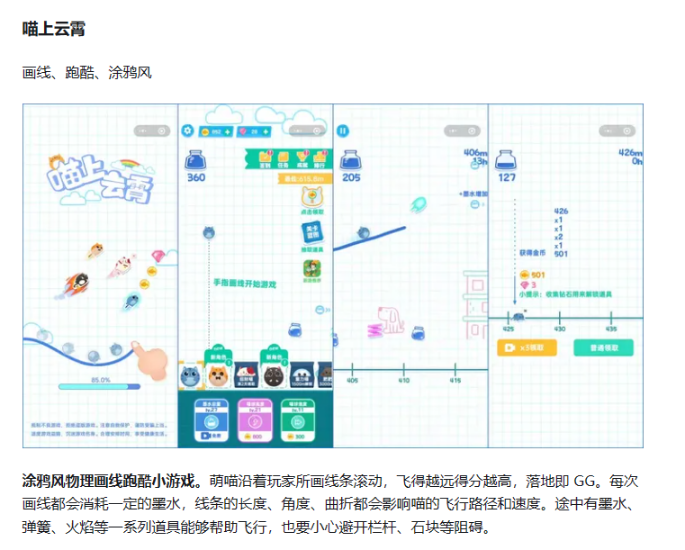 喵上云霄
画线、跑酷、涂鸦风
喵上
云霄
85.0%
360
手指画线开始游戏
205
406m
13h
405
410
415
127
426m
0h
426
x1
x1
x2
x1
501
获得金币
501
3
小提示：收集钻石用来解锁道具
425
430
435
x5领取
普通领取
涂鸦风物理画线跑酷小游戏。萌喵沿着玩家所画线条滚动，飞得越远得分越高，落地即 GG。每次
画线都会消耗一定的墨水，线条的长度、角度、曲折都会影响喵的飞行路径和速度。途中有墨水、
弹簧、火焰等一系列道具能够帮助飞行，也要小心避开栏杆、石块等阻碍。